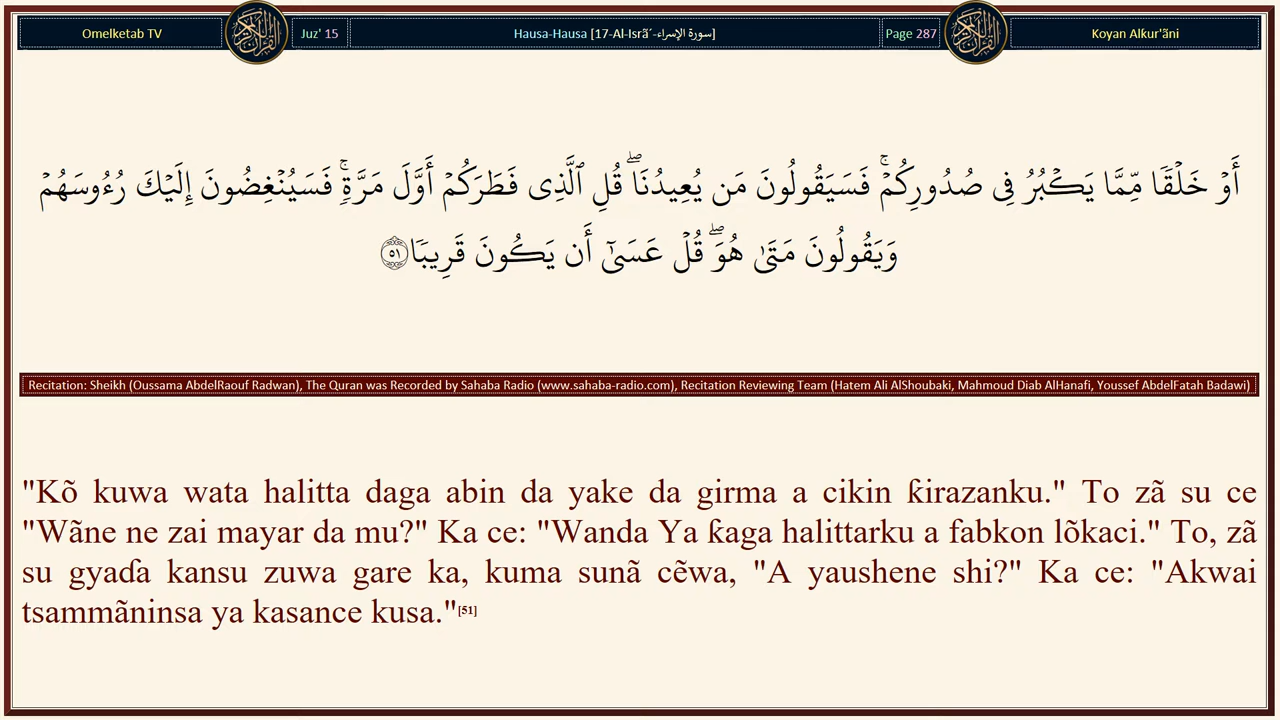 Omelketab TV
Juz' 15
Hausa-Hausa [17-Al-Isrã´-سورة الإسراء]
Page 287
Koyan Alƙur'ãni
أَوۡ خَلۡقٗا مِّمَّا يَكۡبُرُ فِي صُدُورِكُمۡۚ فَسَيَقُولُونَ مَن يُعِيدُنَاۖ قُلِ ٱلَّذِي فَطَرَكُمۡ أَوَّلَ مَرَّةٖۚ فَسَيُنۡغِضُونَ إِلَيۡكَ رُءُوسَهُمۡ
وَيَقُولُونَ مَتَىٰ هُوَۖ قُلۡ عَسَىٰٓ أَن يَكُونَ قَرِيبٗا ٥١
Recitation: Sheikh (Oussama AbdelRaouf Radwan), The Quran was Recorded by Sahaba Radio (www.sahaba-radio.com), Recitation Reviewing Team (Hatem Ali AlShoubaki, Mahmoud Diab AlHanafi, Youssef AbdelFatah Badawi)
"Kõ kuwa wata halitta daga abin da yake da girma a cikin ƙirazanku." To zã su ce
"Wãne ne zai mayar da mu?" Ka ce: "Wanda Ya ƙaga halittarku a fabkon lõkaci." To, zã
su gyaɗa kansu zuwa gare ka, kuma sunã cẽwa, "A yaushene shi?" Ka ce: "Akwai
tsammãninsa ya kasance kusa."[51]